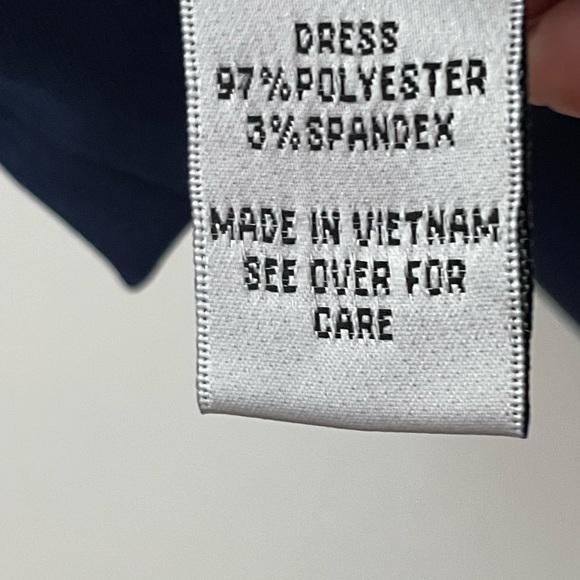 DRESS
97%POLYESTER
3%SPANDEX
MADE IN VIETNAM
SEE OVER FOR
CARE